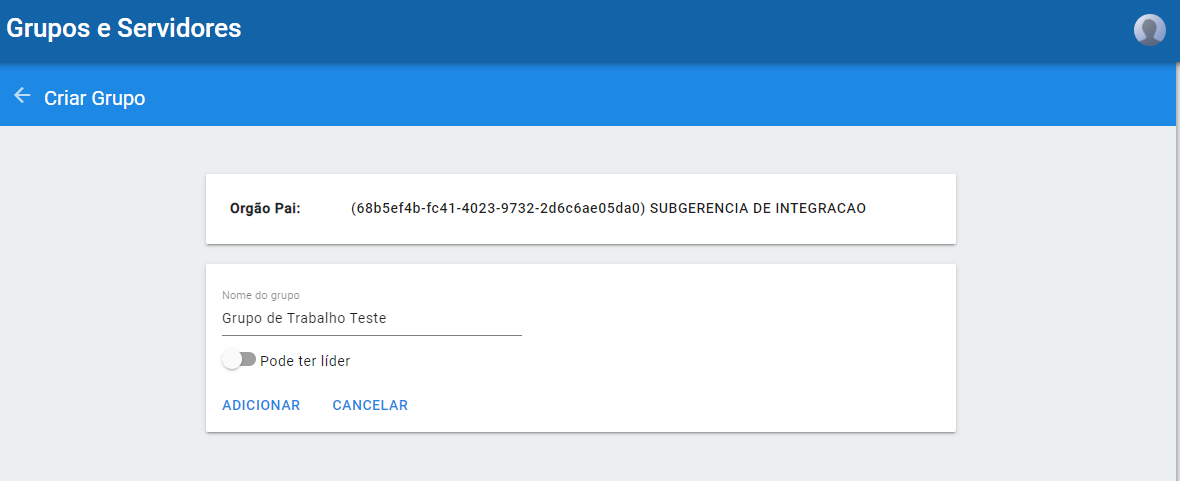 Grupos e Servidores
Criar Grupo
Orgão Pai: (68b5ef4b-fc41-4023-9732-2d6c6ae05da0) SUBGERENCIA DE INTEGRACAO
Nome do grupo
Grupo de Trabalho Teste
Pode ter líder
ADICIONAR CANCELAR